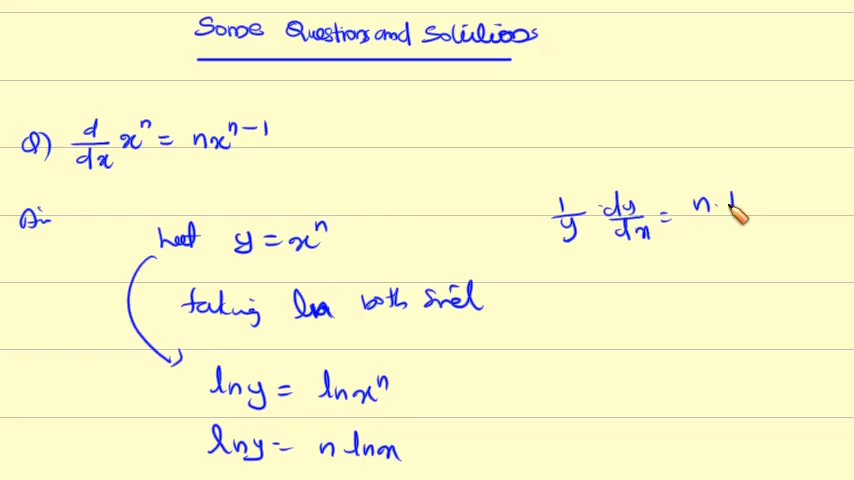 Some Questions and Solutions
Q) d/dx x^n = nx^(n-1)
Let y = x^n
taking ln both side
ln y = ln x^n
ln y = n ln x
1/y dy/dx = n . 1